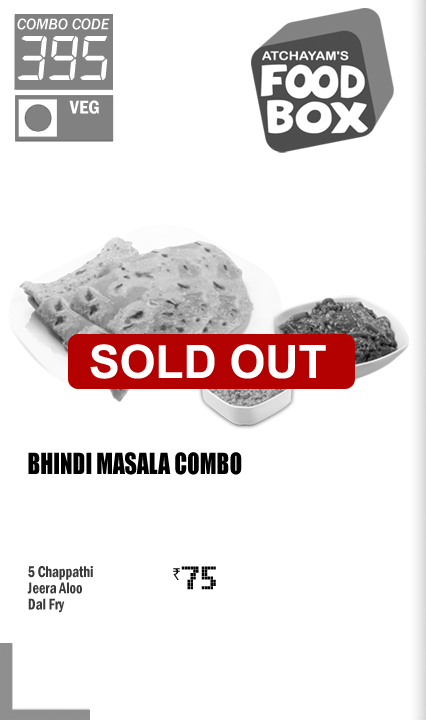 COMBO CODE
395
VEG
ATCHAYAM'S
FOOD
BOX
SOLD OUT
BHINDI MASALA COMBO
5 Chappathi
Jeera Aloo
Dal Fry
₹75